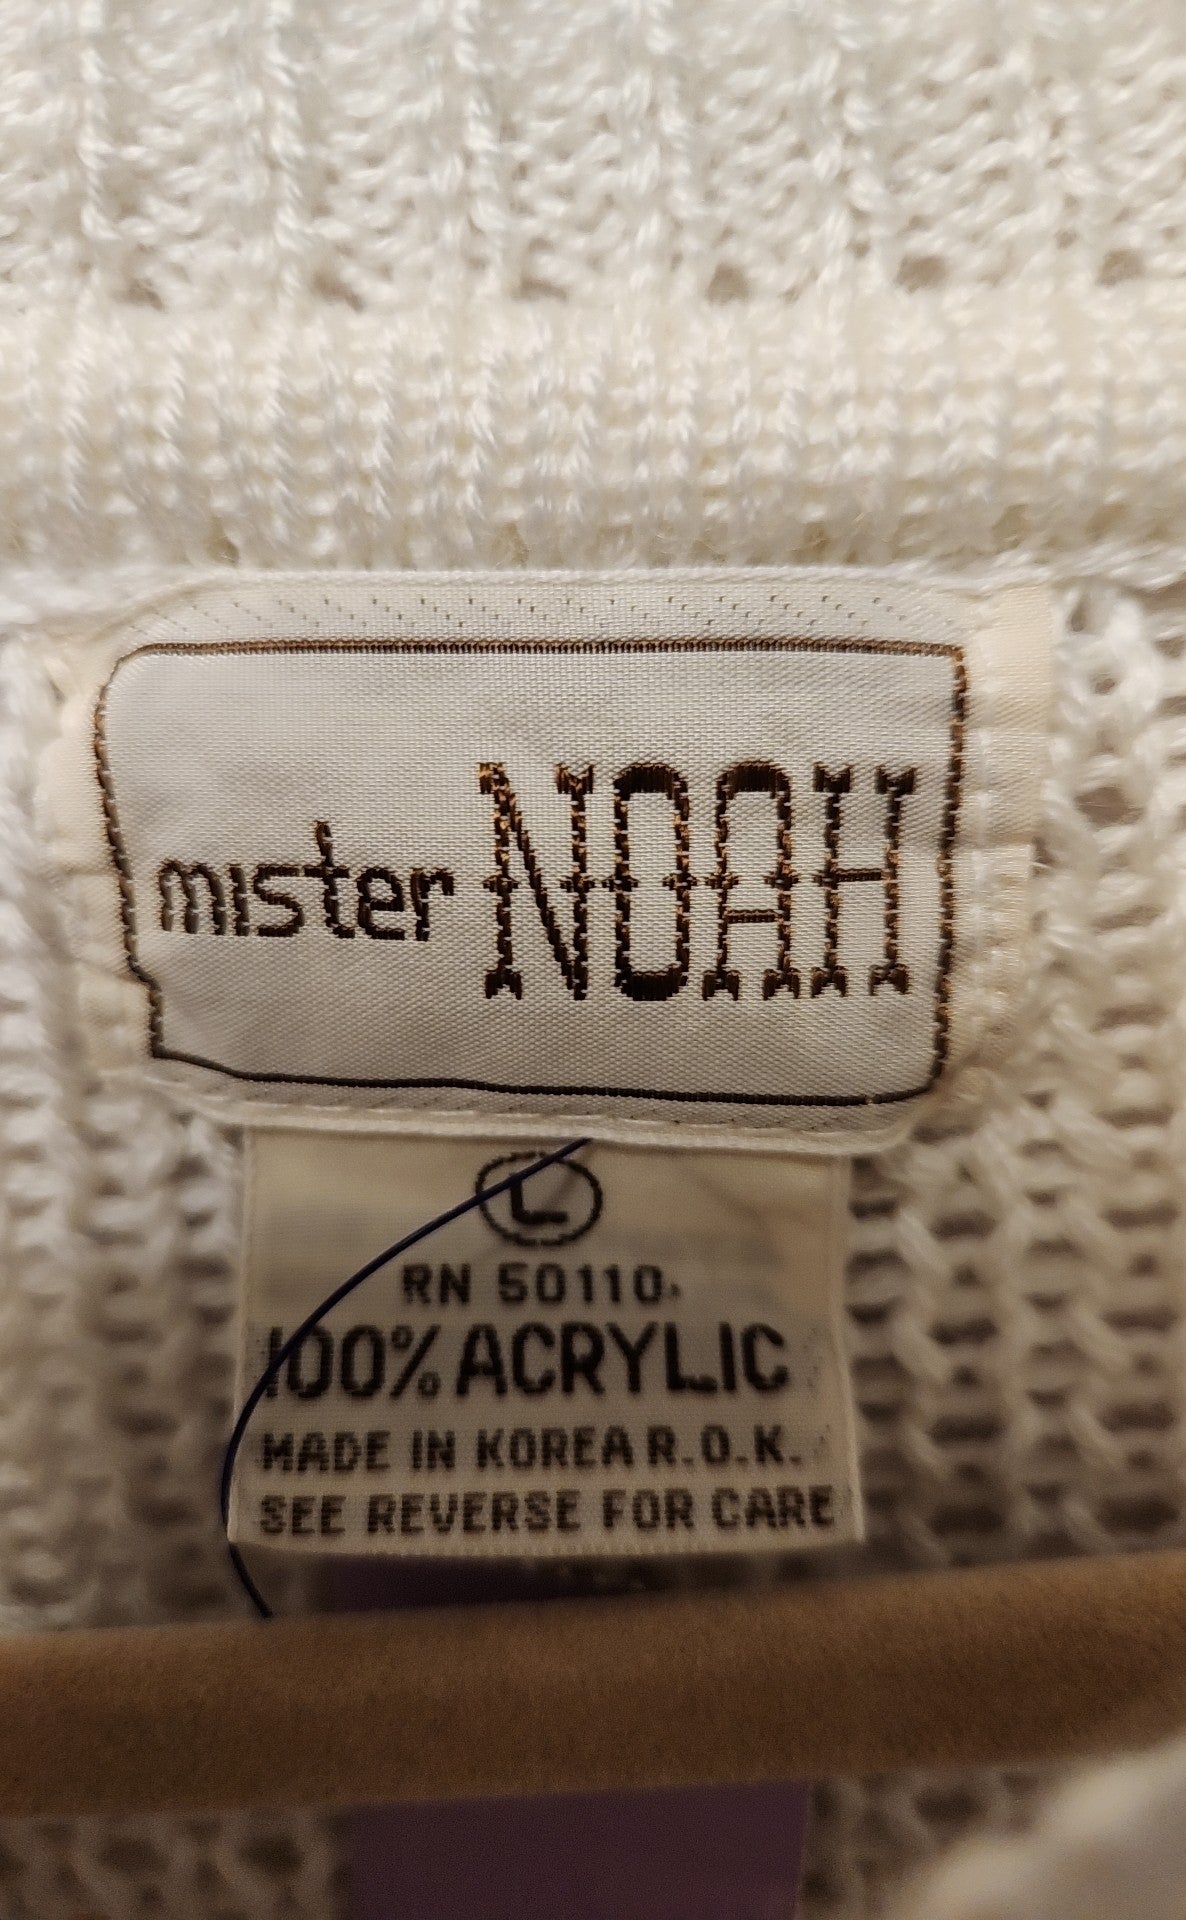 mister NOAH
L
RN 50110
100% ACRYLIC
MADE IN KOREA R.O.K.
SEE REVERSE FOR CARE